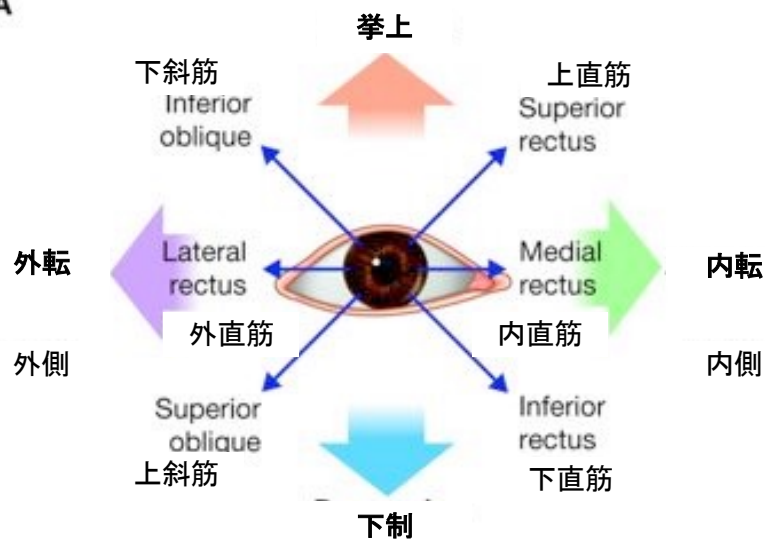 A
挙上
下斜筋
Inferior
oblique
上直筋
Superior
rectus
外転
Lateral
rectus
外直筋
Medial
rectus
内直筋
内転
外側
内側
Superior
oblique
上斜筋
Inferior
rectus
下直筋
下制